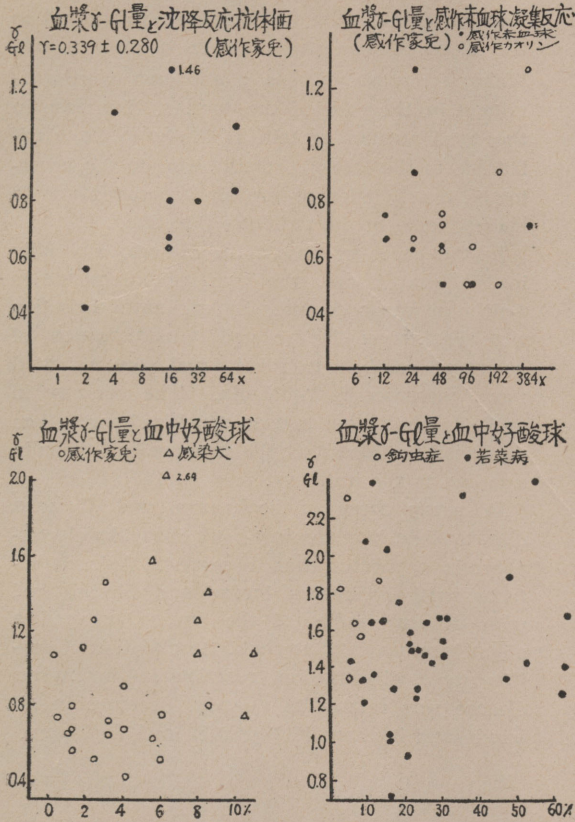 血漿γ-Gl量と沈降反応抗体価
γ
Gl
γ=0.339±0.280 (感作家兎)
1.46
1.2
1.0
0.8
0.6
0.4
1 2 4 8 16 32 64x
血漿γ-Gl量と感作赤血球凝集反応
(感作家兎) •感作赤血球
○感作カオリン
1.2
1.0
0.8
0.6
0.4
6 12 24 48 96 192 384x
血漿γ-Gl量と血中好酸球
γ
Gl
○感作家兎 △感染犬
2.0
2.64
1.6
1.2
0.8
0.4
0 2 4 6 8 10%
血漿γ-Gl量と血中好酸球
γ
Gl
○鈎虫症 •若菜病
2.2
2.0
1.8
1.6
1.4
1.2
1.0
0.8
10 20 30 40 50 60%